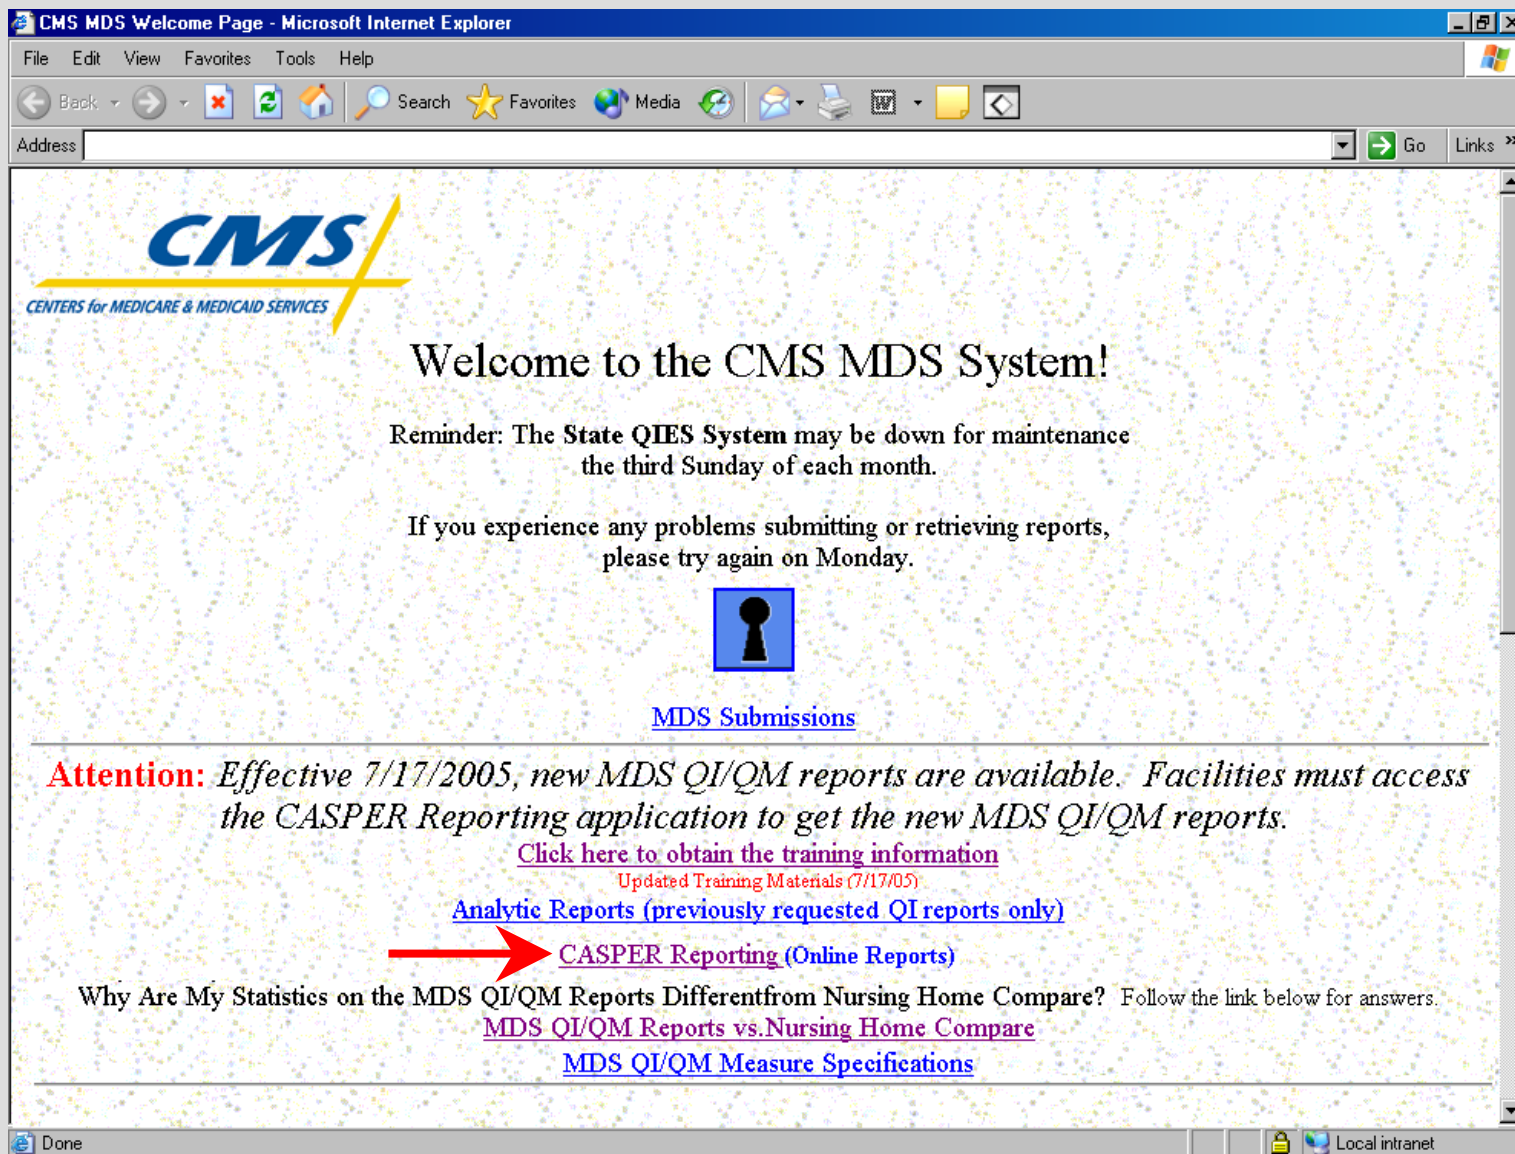 CMS MDS Welcome Page - Microsoft Internet Explorer
File Edit View Favorites Tools Help
Back Search Favorites Media
Address Go Links »
CMS
CENTERS for MEDICARE & MEDICAID SERVICES
Welcome to the CMS MDS System!
Reminder: The State QIES System may be down for maintenance
the third Sunday of each month.
If you experience any problems submitting or retrieving reports,
please try again on Monday.
MDS Submissions
Attention: Effective 7/17/2005, new MDS QI/QM reports are available. Facilities must access
the CASPER Reporting application to get the new MDS QI/QM reports.
Click here to obtain the training information
Updated Training Materials (7/17/05)
Analytic Reports (previously requested QI reports only)
CASPER Reporting (Online Reports)
Why Are My Statistics on the MDS QI/QM Reports Differentfrom Nursing Home Compare? Follow the link below for answers.
MDS QI/QM Reports vs.Nursing Home Compare
MDS QI/QM Measure Specifications
Done Local intranet